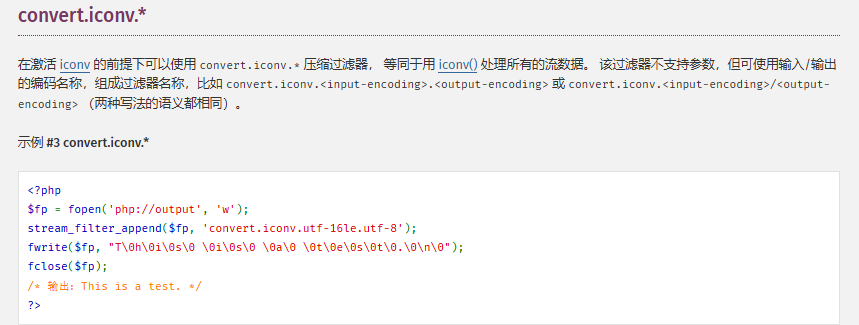 convert.iconv.*
在激活 iconv 的前提下可以使用 convert.iconv.* 压缩过滤器， 等同于用 iconv() 处理所有的流数据。 该过滤器不支持参数，但可使用输入/输出
的编码名称，组成过滤器名称，比如 convert.iconv.<input-encoding>.<output-encoding> 或 convert.iconv.<input-encoding>/<output-
encoding> （两种写法的语义都相同）。
示例 #3 convert.iconv.*
<?php
$fp = fopen('php://output', 'w');
stream_filter_append($fp, 'convert.iconv.utf-16le.utf-8');
fwrite($fp, "T\0h\0i\0s\0 \0i\0s\0 \0a\0 \0t\0e\0s\0t\0.\0\n\0");
fclose($fp);
/* 输出：This is a test. */
?>